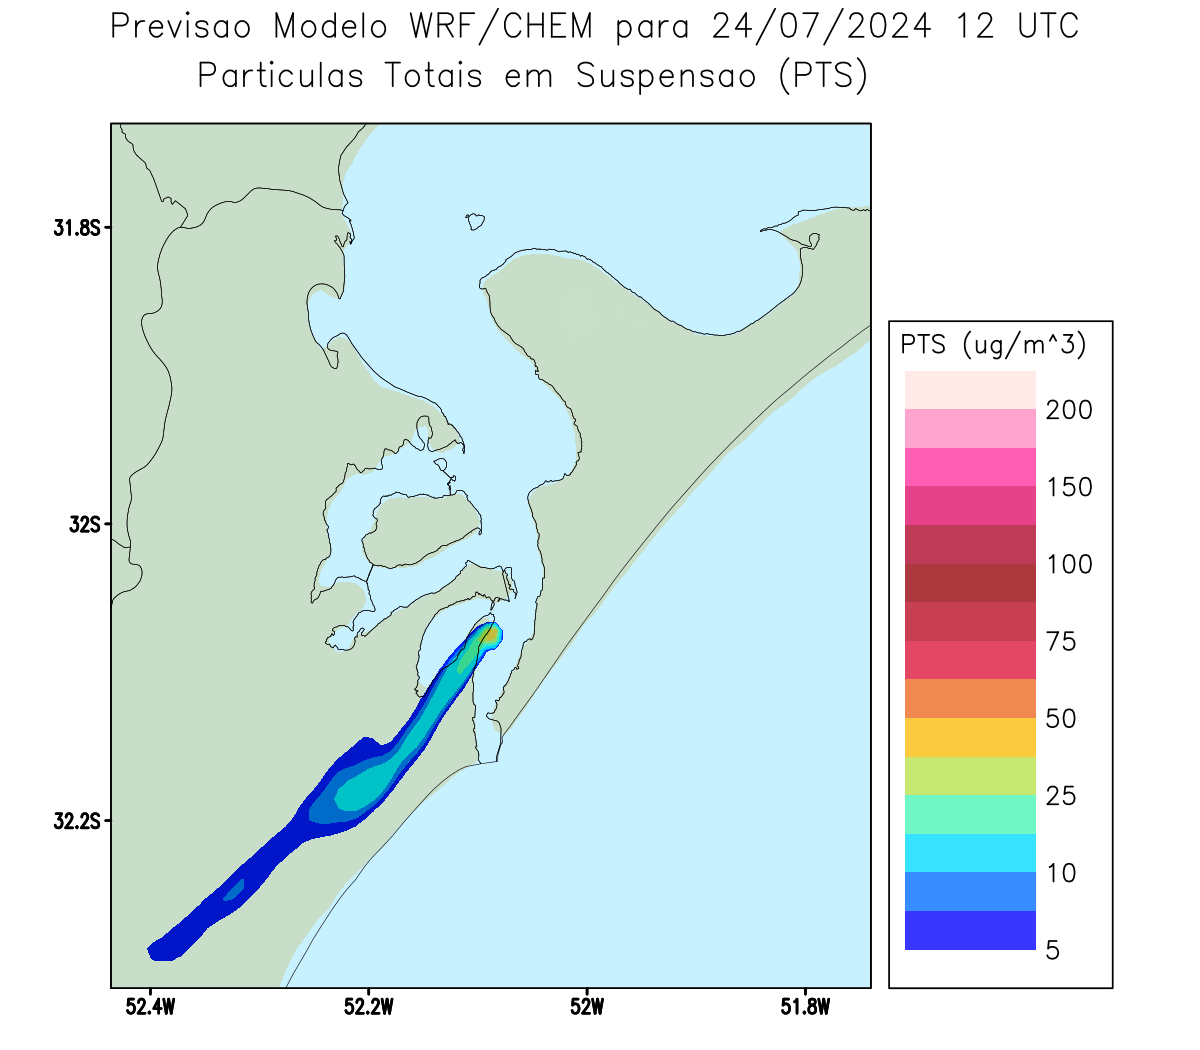 Previsao Modelo WRF/CHEM para 24/07/2024 12 UTC
Particulas Totais em Suspensao (PTS)
31.8S
32S
32.2S
52.4W
52.2W
52W
51.8W
PTS (ug/m^3)
200
150
100
75
50
25
10
5